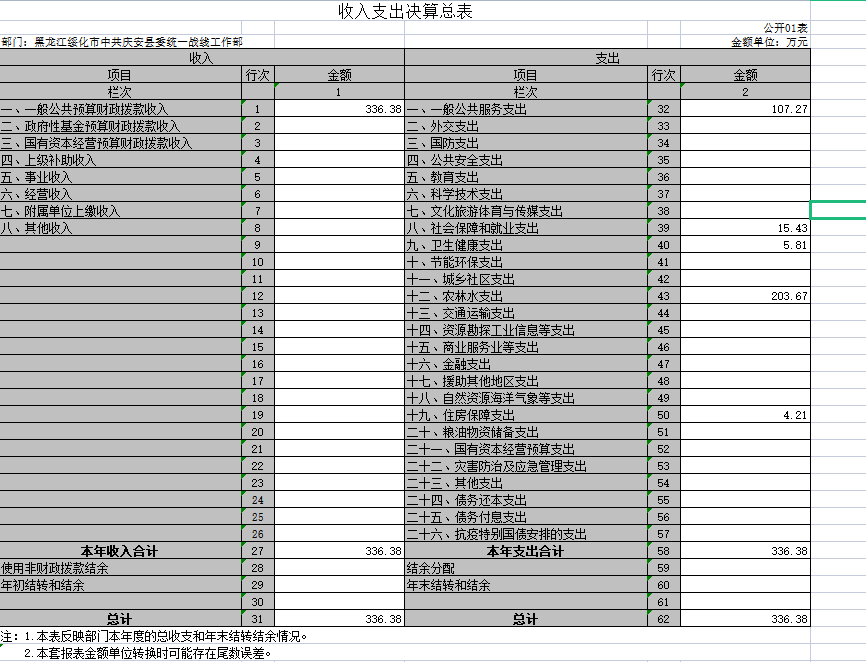 收入支出决算总表
公开01表
部门：黑龙江绥化市中共庆安县委统一战线工作部 金额单位：万元
收入 支出
项目 行次 金额 项目 行次 金额
栏次 1 栏次 2
一、一般公共预算财政拨款收入 1 336.38 一、一般公共服务支出 32 107.27
二、政府性基金预算财政拨款收入 2 二、外交支出 33
三、国有资本经营预算财政拨款收入 3 三、国防支出 34
四、上级补助收入 4 四、公共安全支出 35
五、事业收入 5 五、教育支出 36
六、经营收入 6 六、科学技术支出 37
七、附属单位上缴收入 7 七、文化旅游体育与传媒支出 38
八、其他收入 8 八、社会保障和就业支出 39 15.43
9 九、卫生健康支出 40 5.81
10 十、节能环保支出 41
11 十一、城乡社区支出 42
12 十二、农林水支出 43 203.67
13 十三、交通运输支出 44
14 十四、资源勘探工业信息等支出 45
15 十五、商业服务业等支出 46
16 十六、金融支出 47
17 十七、援助其他地区支出 48
18 十八、自然资源海洋气象等支出 49
19 十九、住房保障支出 50 4.21
20 二十、粮油物资储备支出 51
21 二十一、国有资本经营预算支出 52
22 二十二、灾害防治及应急管理支出 53
23 二十三、其他支出 54
24 二十四、债务还本支出 55
25 二十五、债务付息支出 56
26 二十六、抗疫特别国债安排的支出 57
本年收入合计 27 336.38 本年支出合计 58 336.38
使用非财政拨款结余 28 结余分配 59
年初结转和结余 29 年末结转和结余 60
30 61
总计 31 336.38 总计 62 336.38
注：1.本表反映部门本年度的总收支和年末结转结余情况。
2.本套报表金额单位转换时可能存在尾数误差。